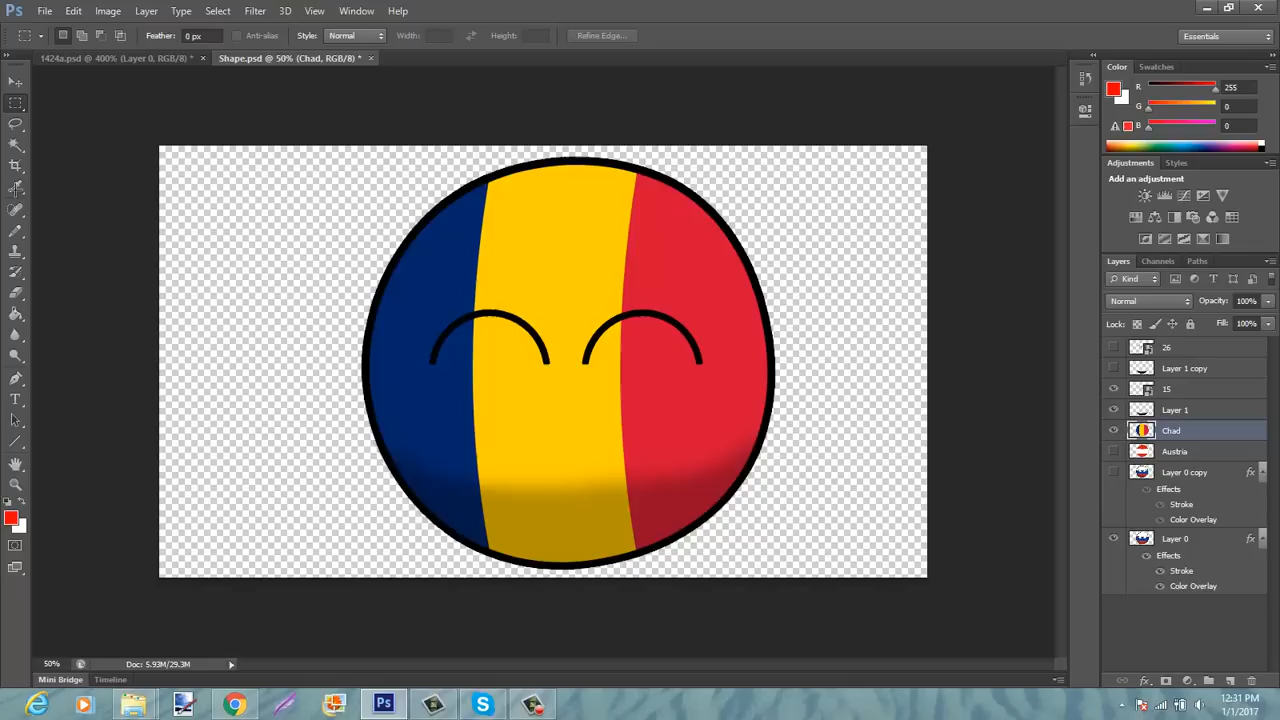 Ps File Edit Image Layer Type Select Filter 3D View Window Help
Feather: 0 px Anti-alias Style: Normal Width: Height: Refine Edge... Essentials
1424a.psd @ 400% (Layer 0, RGB/8) * × Shape.psd @ 50% (Chad, RGB/8) * ×
Color Swatches
R 255
G 0
B 0
Adjustments Styles
Add an adjustment
Layers Channels Paths
Kind
Normal Opacity: 100%
Lock: Fill: 100%
26
Layer 1 copy
15
Layer 1
Chad
Austria
Layer 0 copy fx
Effects
Stroke
Color Overlay
Layer 0 fx
Effects
Stroke
Color Overlay
50% Doc: 5.93M/29.3M
Mini Bridge Timeline
Ps
12:31 PM
1/1/2017